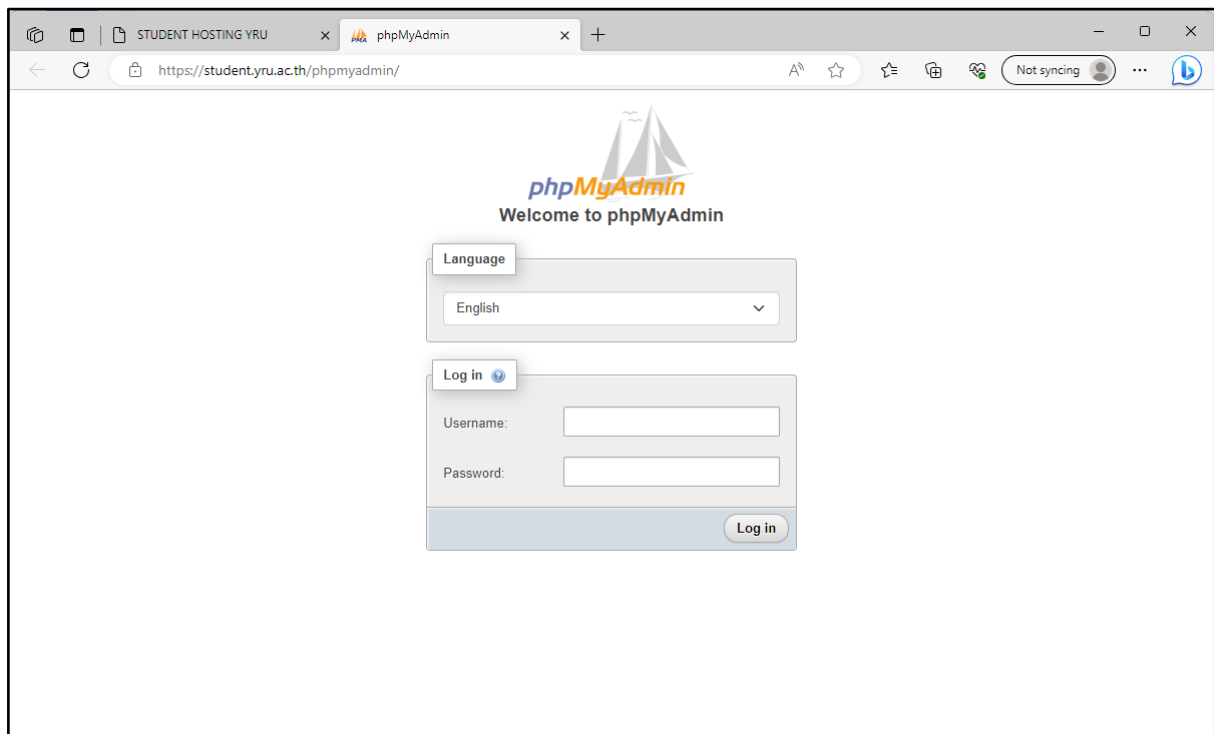 STUDENT HOSTING YRU
phpMyAdmin
https://student.yru.ac.th/phpmyadmin/
Not syncing
phpMyAdmin
Welcome to phpMyAdmin
Language
English
Log in
Username:
Password:
Log in